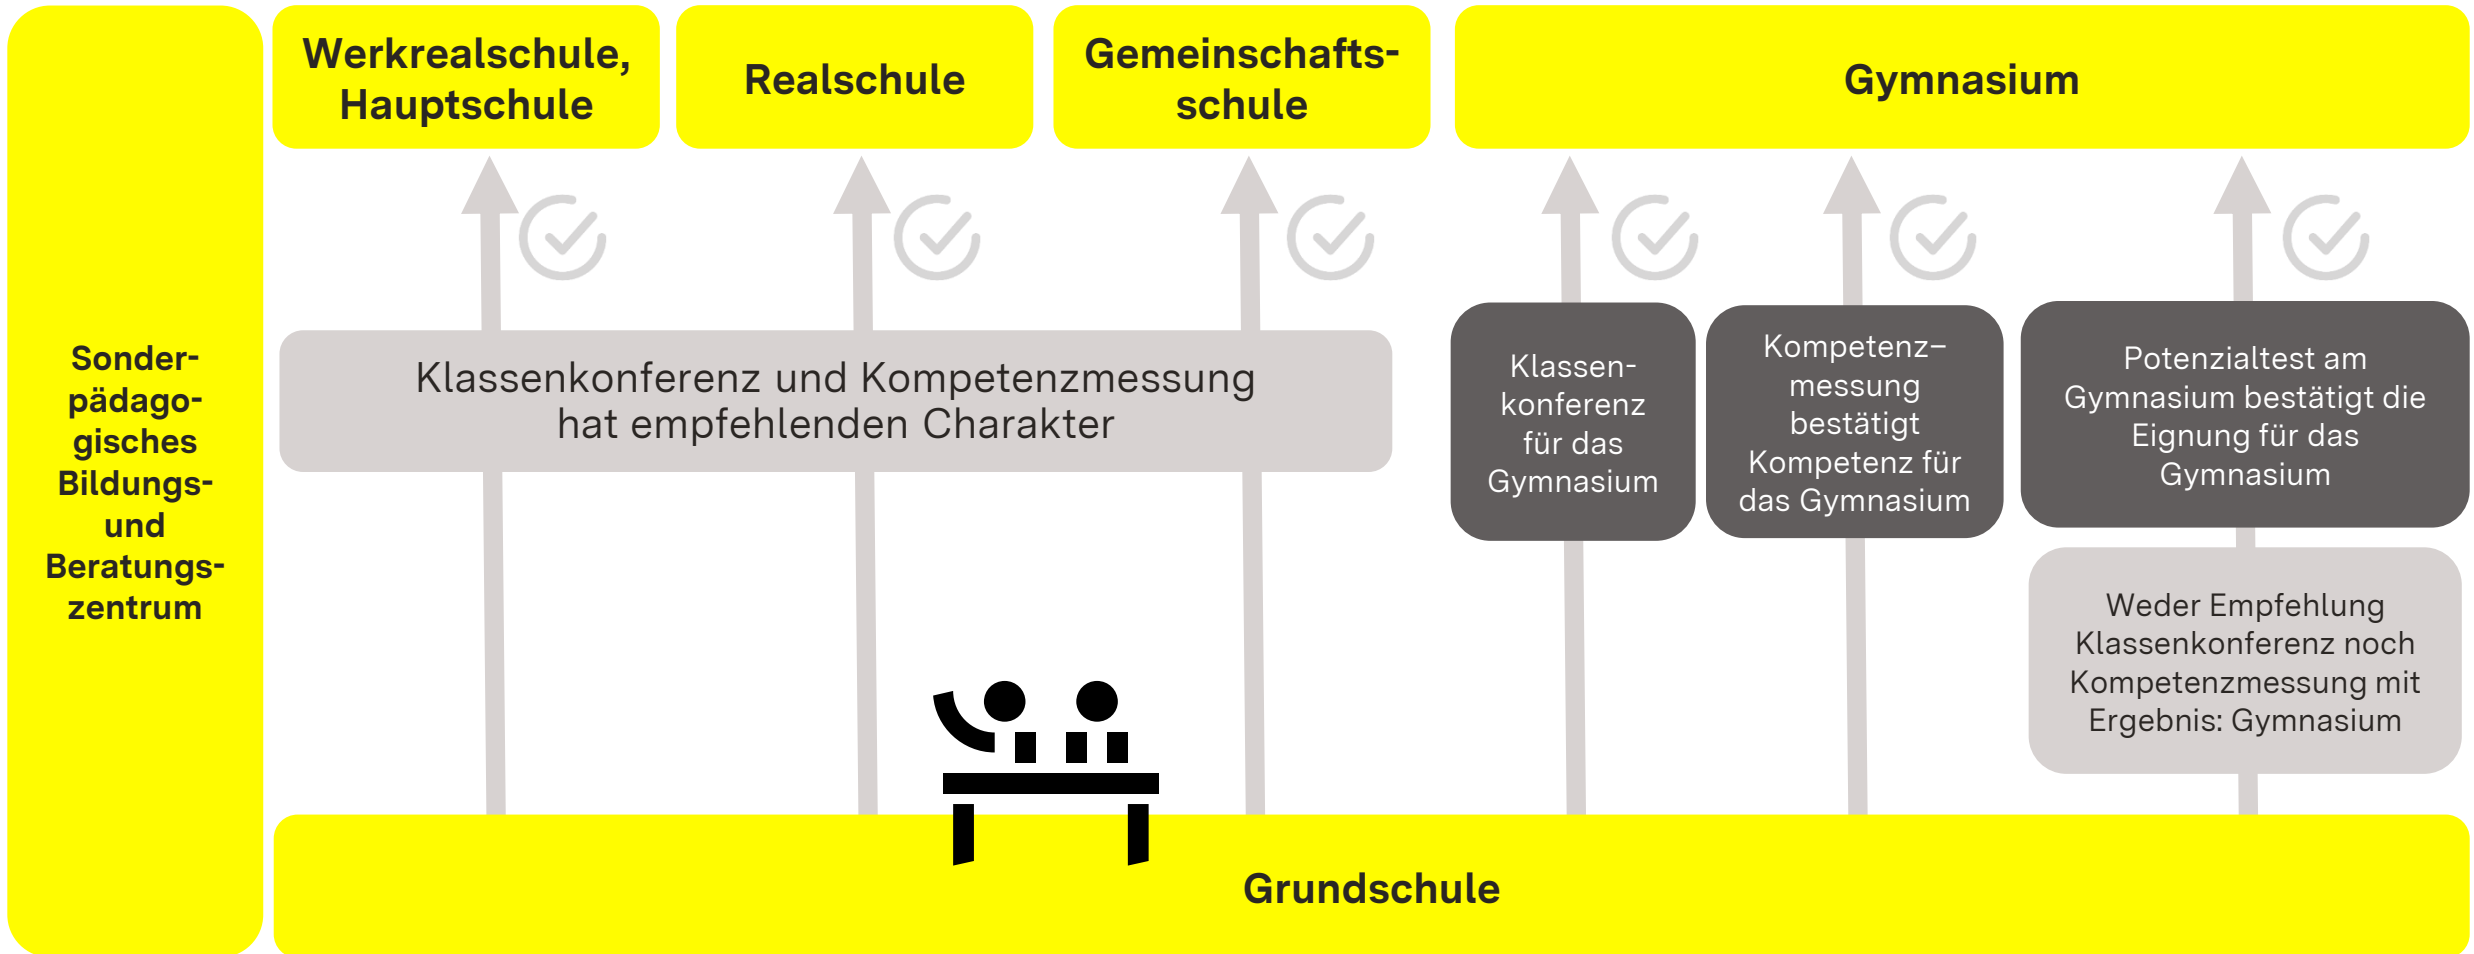 Werkrealschule,
Hauptschule
Realschule
Gemeinschafts-
schule
Gymnasium
Sonder-
pädago-
gisches
Bildungs-
und
Beratungs-
zentrum
Klassenkonferenz und Kompetenzmessung
hat empfehlenden Charakter
Klassen-
konferenz
für das
Gymnasium
Kompetenz–
messung
bestätigt
Kompetenz für
das Gymnasium
Potenzialtest am
Gymnasium bestätigt die
Eignung für das
Gymnasium
Weder Empfehlung
Klassenkonferenz noch
Kompetenzmessung mit
Ergebnis: Gymnasium
Grundschule